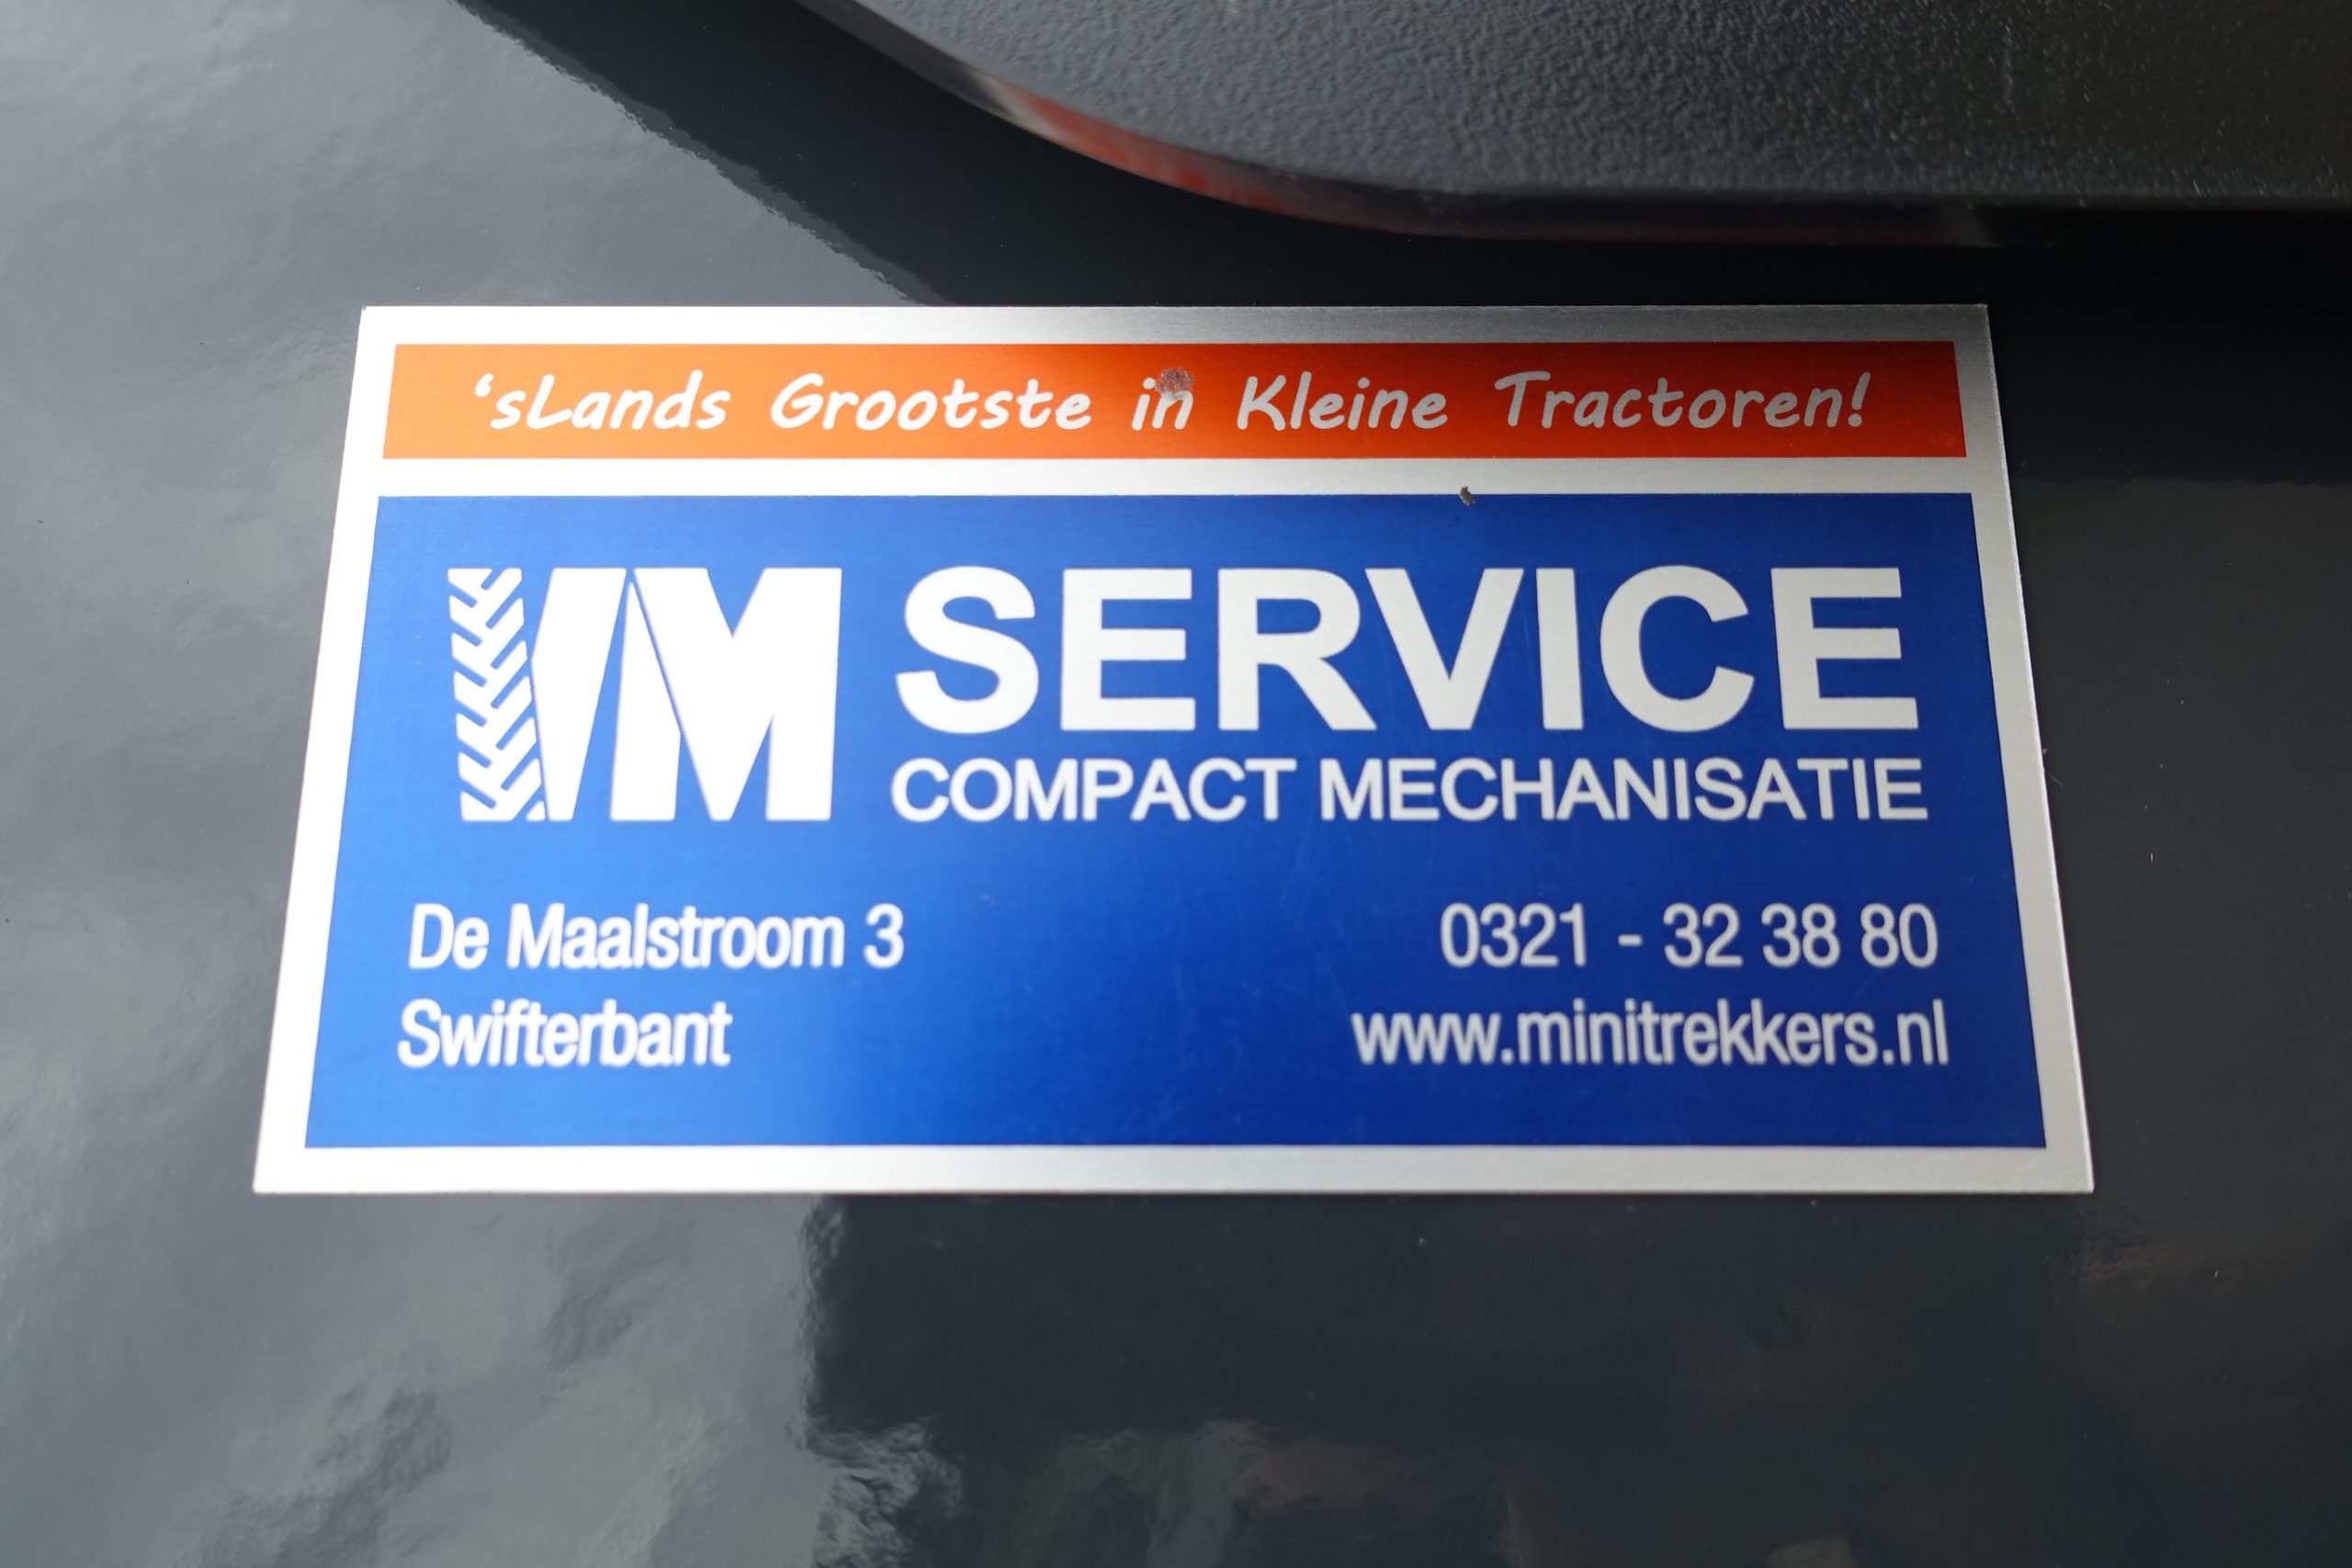 ‘sLands Grootste in Kleine Tractoren!
VM SERVICE
COMPACT MECHANISATIE
De Maalstroom 3
0321 - 32 38 80
Swifterbant
www.minitrekkers.nl